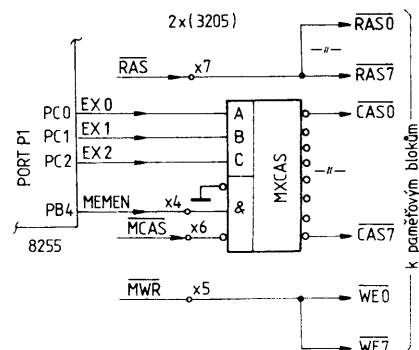 2x(3205)
RAS x7
RAS0
—〃—
RAS7
PORT P1
8255
PC0 EX0
PC1 EX1
PC2 EX2
PB4 MEMEN x4
MCAS x6
A
B
C
&
MXCAS
CAS0
—〃—
CAS7
MWR x5
WE0
WE7
k paměťovým blokům